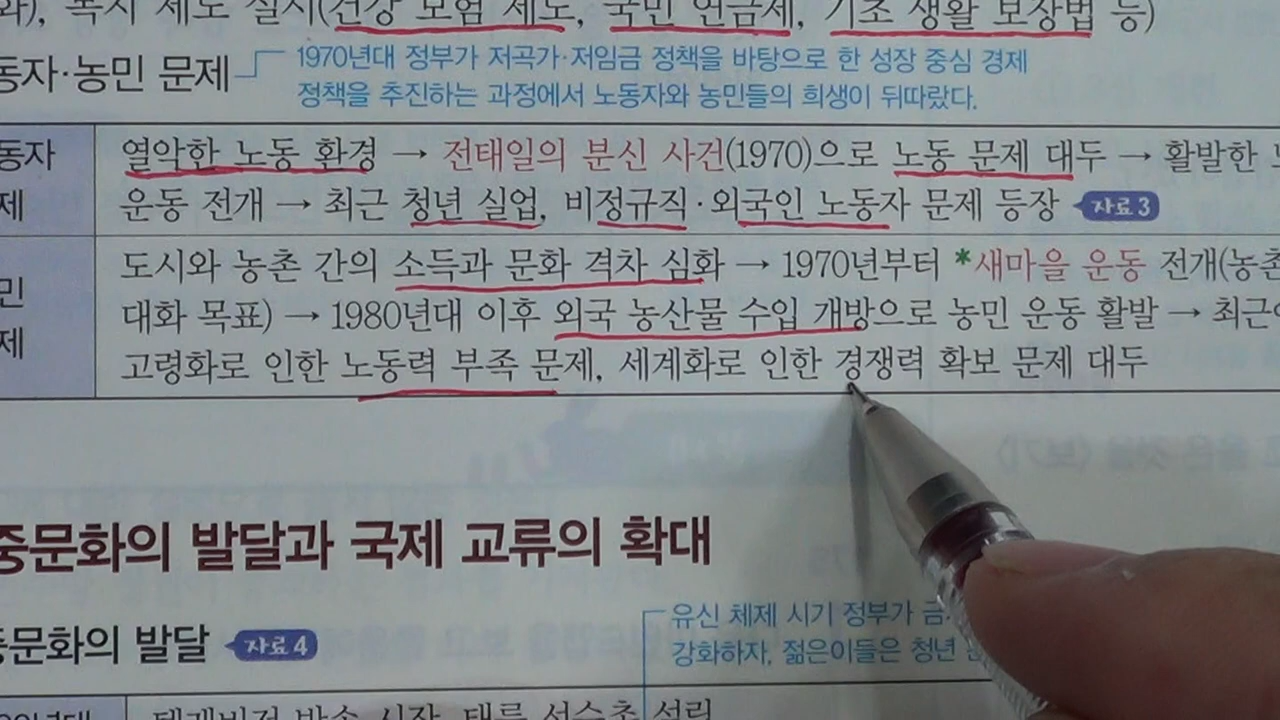 화), 복지 제도 실시(건강 보험 제도, 국민 연금제, 기초 생활 보장법 등)
동자·농민 문제
1970년대 정부가 저곡가·저임금 정책을 바탕으로 한 성장 중심 경제
정책을 추진하는 과정에서 노동자와 농민들의 희생이 뒤따랐다.
동자
제
열악한 노동 환경 → 전태일의 분신 사건(1970)으로 노동 문제 대두 → 활발한
운동 전개 → 최근 청년 실업, 비정규직·외국인 노동자 문제 등장 자료3
민
제
도시와 농촌 간의 소득과 문화 격차 심화 → 1970년부터 *새마을 운동 전개(농촌
대화 목표) → 1980년대 이후 외국 농산물 수입 개방으로 농민 운동 활발 → 최근
고령화로 인한 노동력 부족 문제, 세계화로 인한 경쟁력 확보 문제 대두
중문화의 발달과 국제 교류의 확대
중문화의 발달 자료4
유신 체제 시기 정부가
강화하자, 젊은이들은 청년
텔레비전 방송 시작, 대륙